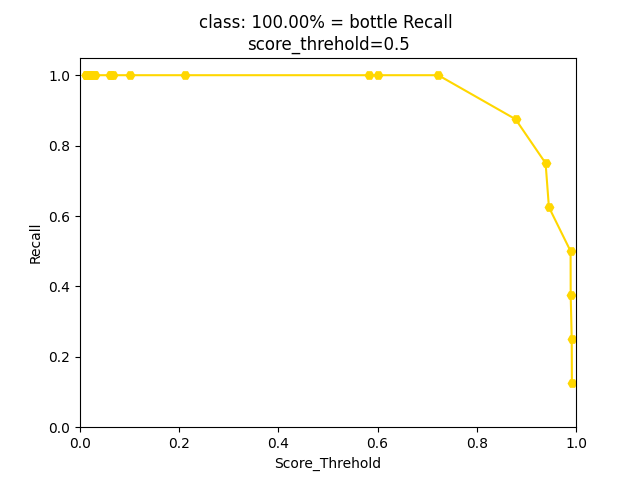 class: 100.00% = bottle Recall
score_threhold=0.5
1.0
0.8
0.6
0.4
0.2
0.0
Recall
0.0 0.2 0.4 0.6 0.8 1.0
Score_Threhold